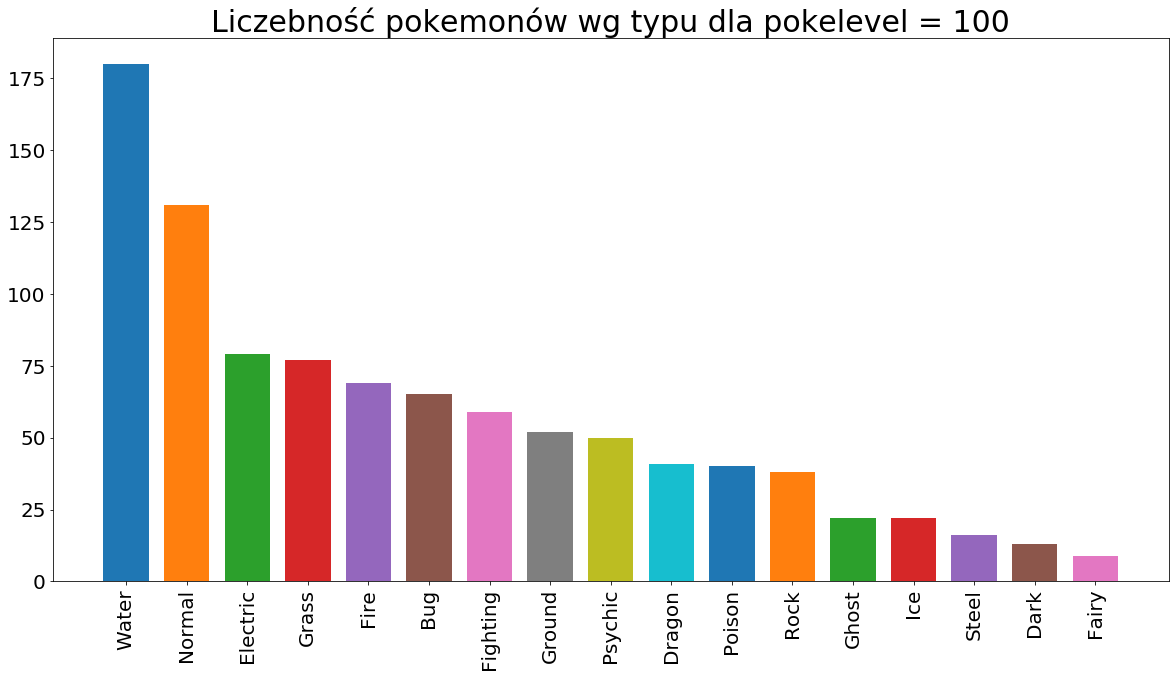 Liczebność pokemonów wg typu dla pokelevel = 100
175
150
125
100
75
50
25
0
Water
Normal
Electric
Grass
Fire
Bug
Fighting
Ground
Psychic
Dragon
Poison
Rock
Ghost
Ice
Steel
Dark
Fairy